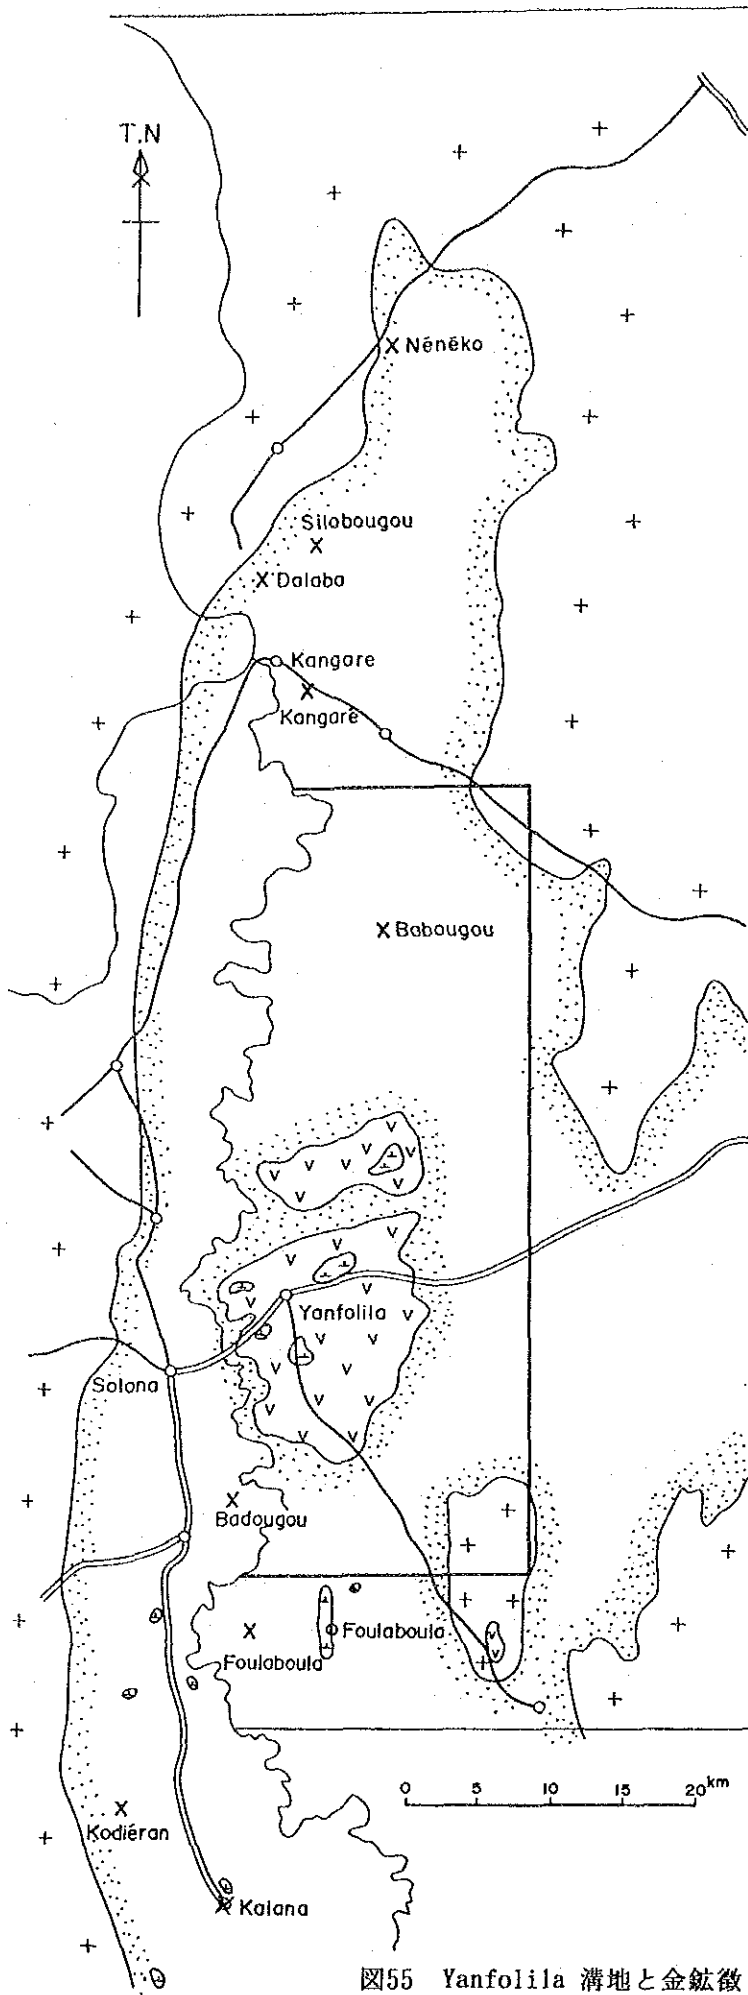 T.N
Nénéko
Silobougou
Dalaba
Kangare
Kangaré
Babougou
Yanfolila
Solona
Badougou
Foulaboula
Foulaboula
0 5 10 15 20km
Kodiéran
Kalana
図55 Yanfolila 溝地と金鉱徴